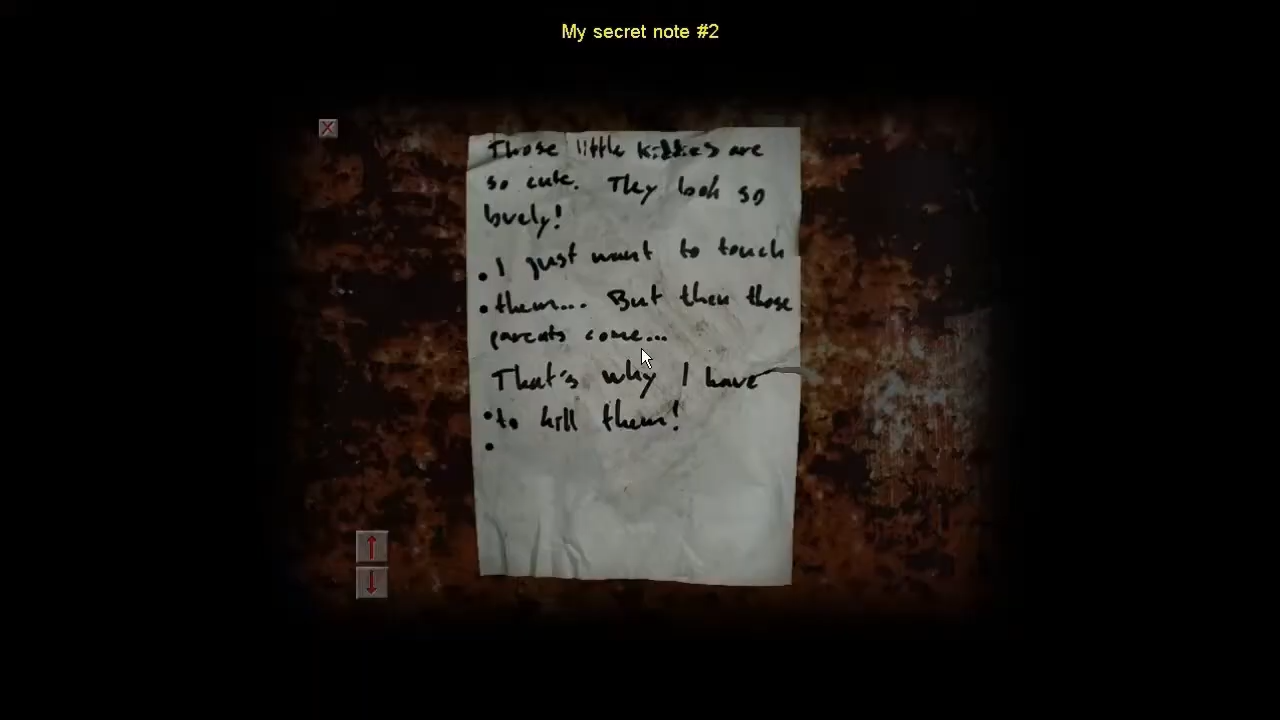 My secret note #2
Those little kiddies are
so cute. They look so
lovely!
I just want to touch
them... But then those
parents come...
That's why I have
to kill them!